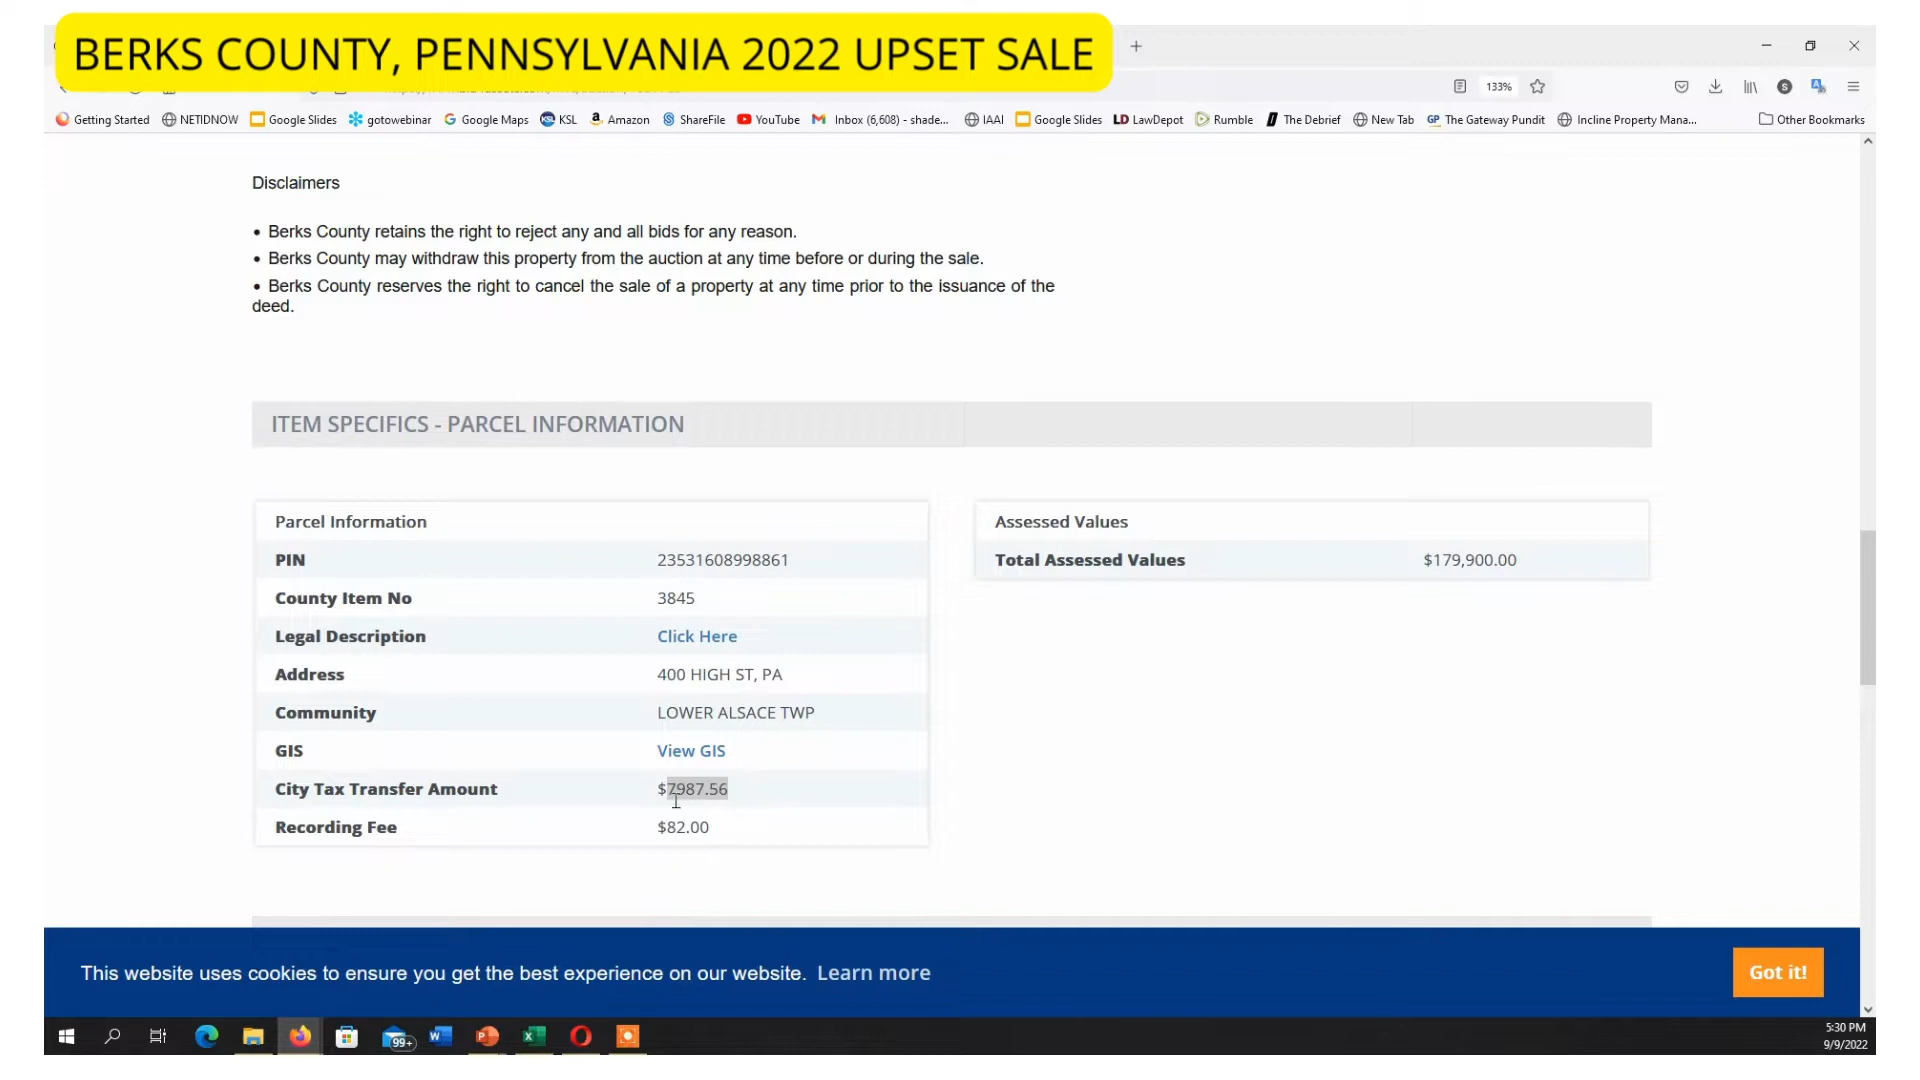 BERKS COUNTY, PENNSYLVANIA 2022 UPSET SALE
133%
Getting Started NETIDNOW Google Slides gotowebinar Google Maps KSL Amazon ShareFile YouTube Inbox (6,608) - shade... IAAI Google Slides LD LawDepot Rumble The Debrief New Tab GP The Gateway Pundit Incline Property Mana... Other Bookmarks
Disclaimers
• Berks County retains the right to reject any and all bids for any reason.
• Berks County may withdraw this property from the auction at any time before or during the sale.
• Berks County reserves the right to cancel the sale of a property at any time prior to the issuance of the
deed.
ITEM SPECIFICS - PARCEL INFORMATION
Parcel Information
PIN 23531608998861
County Item No 3845
Legal Description Click Here
Address 400 HIGH ST, PA
Community LOWER ALSACE TWP
GIS View GIS
City Tax Transfer Amount $7987.56
Recording Fee $82.00
Assessed Values
Total Assessed Values $179,900.00
This website uses cookies to ensure you get the best experience on our website. Learn more
Got it!
99+
5:30 PM
9/9/2022